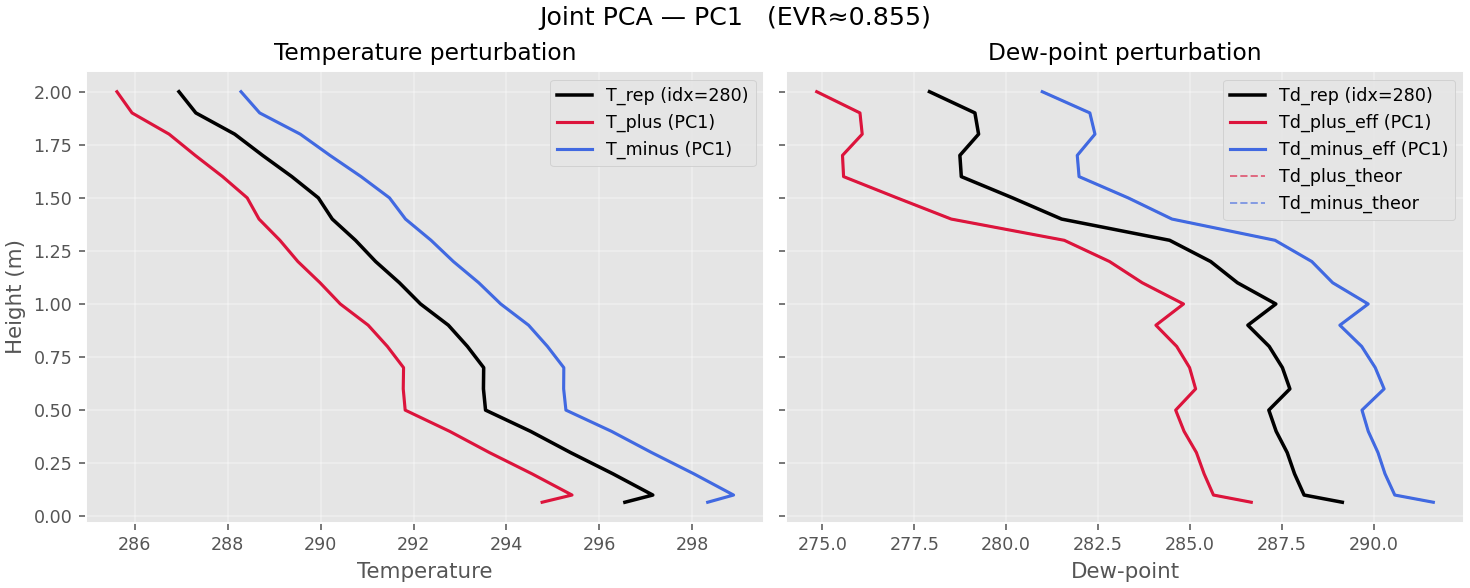 Joint PCA — PC1   (EVR≈0.855)
Temperature perturbation
Dew-point perturbation
T_rep (idx=280)
T_plus (PC1)
T_minus (PC1)
Td_rep (idx=280)
Td_plus_eff (PC1)
Td_minus_eff (PC1)
Td_plus_theor
Td_minus_theor
Height (m)
2.00
1.75
1.50
1.25
1.00
0.75
0.50
0.25
0.00
286 288 290 292 294 296 298
275.0 277.5 280.0 282.5 285.0 287.5 290.0
Temperature
Dew-point